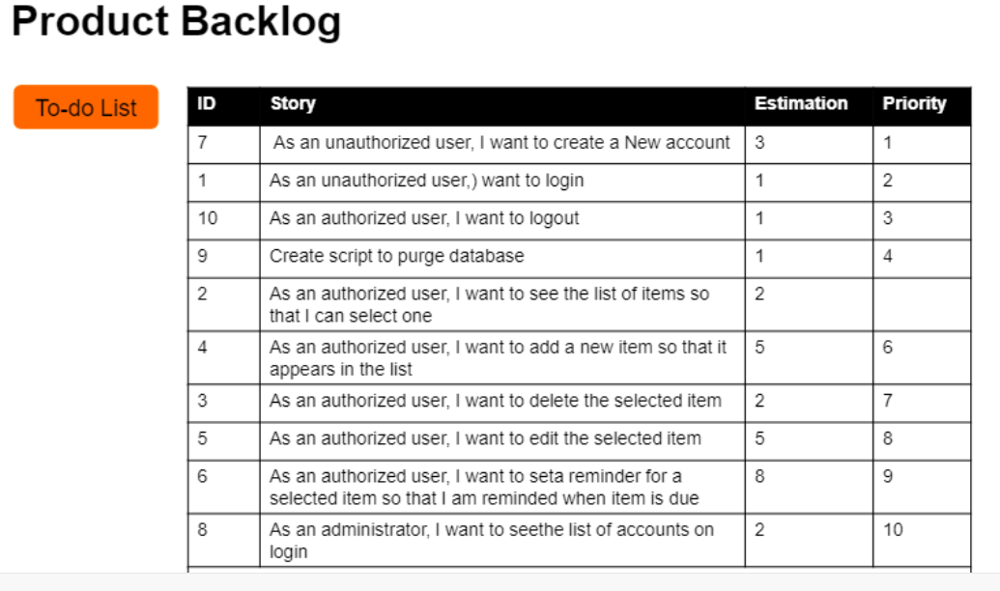 Product Backlog
To-do List
ID Story Estimation Priority
7 As an unauthorized user, I want to create a New account 3 1
1 As an unauthorized user,) want to login 1 2
10 As an authorized user, I want to logout 1 3
9 Create script to purge database 1 4
2 As an authorized user, I want to see the list of items so 2
that I can select one
4 As an authorized user, I want to add a new item so that it 5 6
appears in the list
3 As an authorized user, I want to delete the selected item 2 7
5 As an authorized user, I want to edit the selected item 5 8
6 As an authorized user, I want to seta reminder for a 8 9
selected item so that I am reminded when item is due
8 As an administrator, I want to seethe list of accounts on 2 10
login